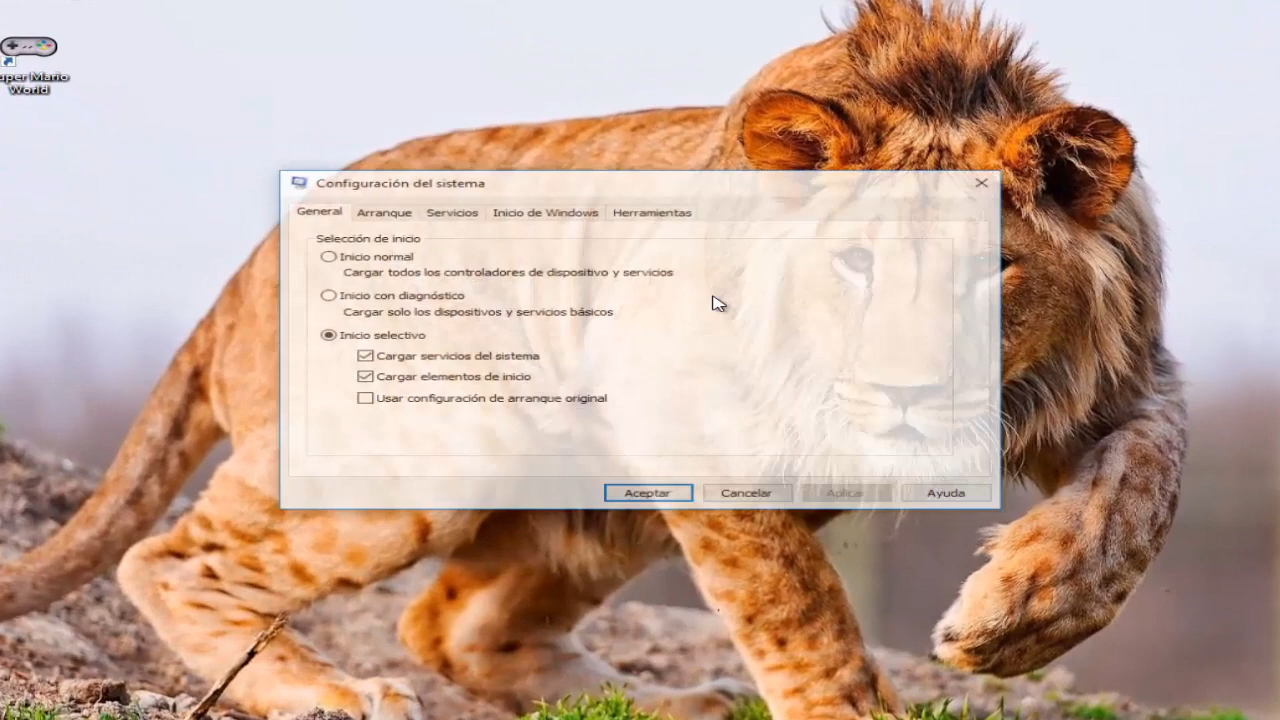 uper Mario
World
Configuración del sistema
General Arranque Servicios Inicio de Windows Herramientas
Selección de inicio
Inicio normal
Cargar todos los controladores de dispositivo y servicios
Inicio con diagnóstico
Cargar solo los dispositivos y servicios básicos
Inicio selectivo
Cargar servicios del sistema
Cargar elementos de inicio
Usar configuración de arranque original
Aceptar Cancelar Aplicar Ayuda